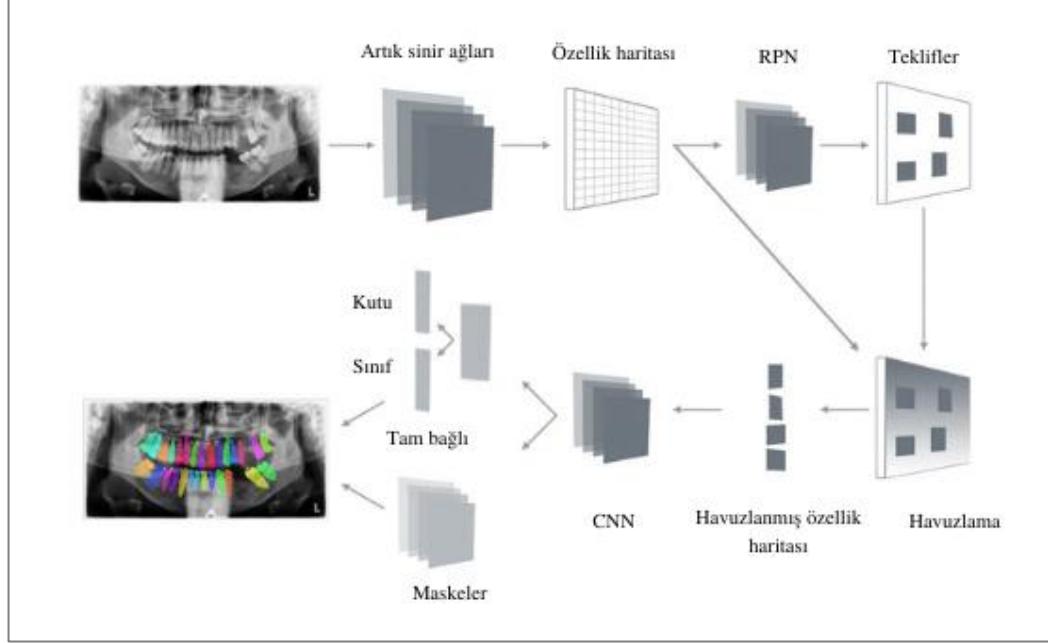 Artık sinir ağları
Özellik haritası
RPN
Teklifler
L
Kutu
Sınıf
Tam bağlı
CNN
Havuzlanmış özellik
haritası
Havuzlama
L
Maskeler